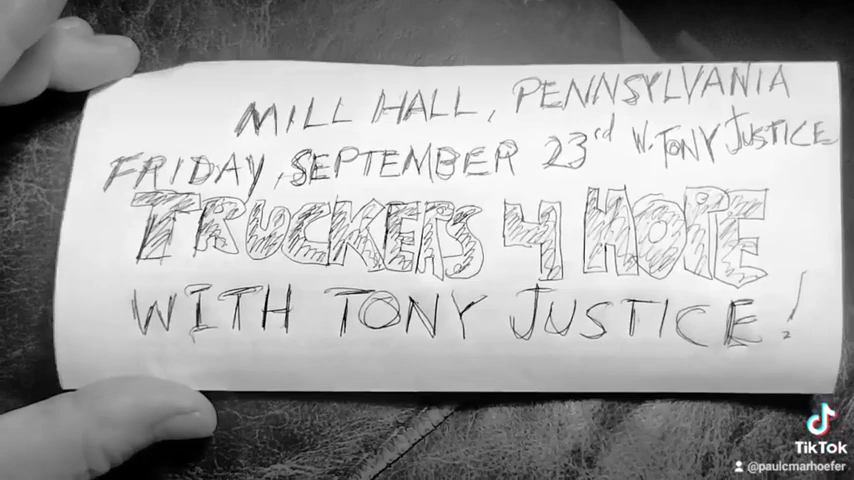 MILL HALL, PENNSYLVANIA
FRIDAY, SEPTEMBER 23rd W. TONY JUSTICE
TRUCKERS 4 HOPE
WITH TONY JUSTICE!
TikTok
@paulcmarhoefer